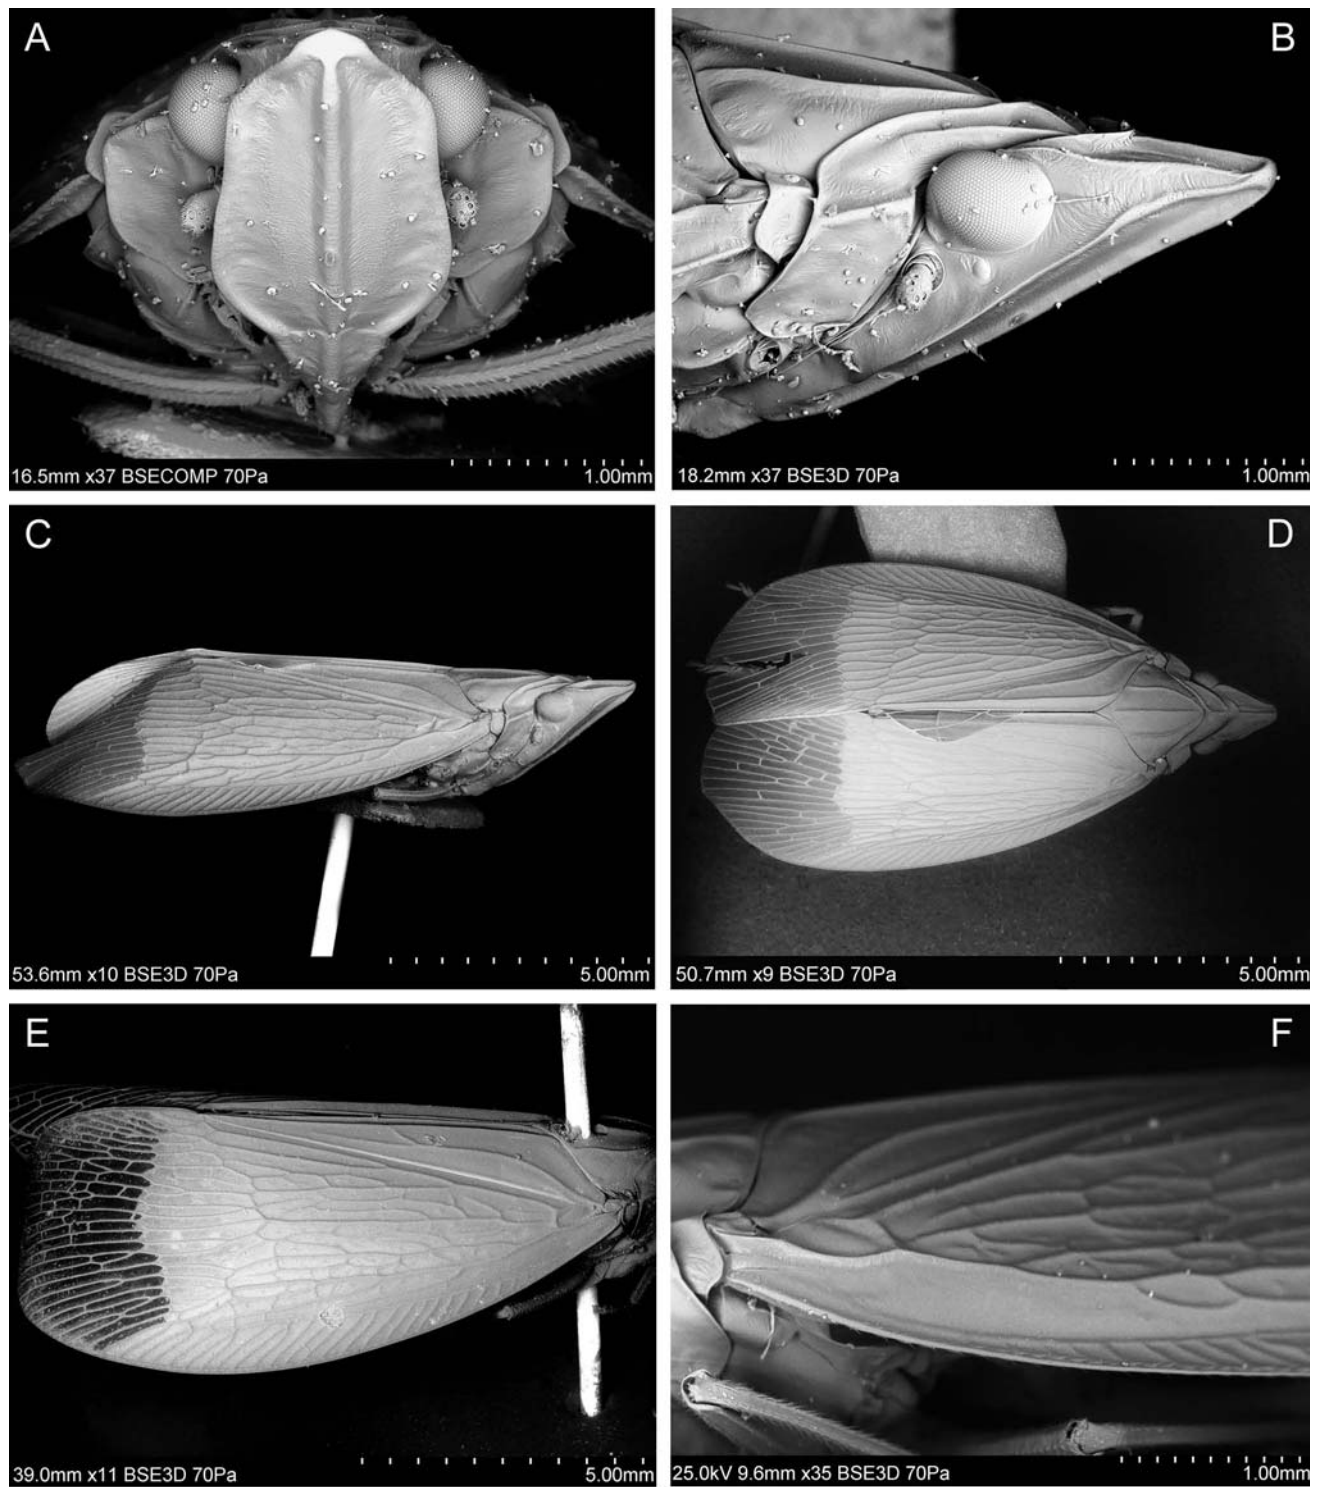 A
B
16.5mm x37 BSECOMP 70Pa 1.00mm
18.2mm x37 BSE3D 70Pa 1.00mm
C
D
53.6mm x10 BSE3D 70Pa 5.00mm
50.7mm x9 BSE3D 70Pa 5.00mm
E
F
39.0mm x11 BSE3D 70Pa 5.00mm
25.0kV 9.6mm x35 BSE3D 70Pa 1.00mm